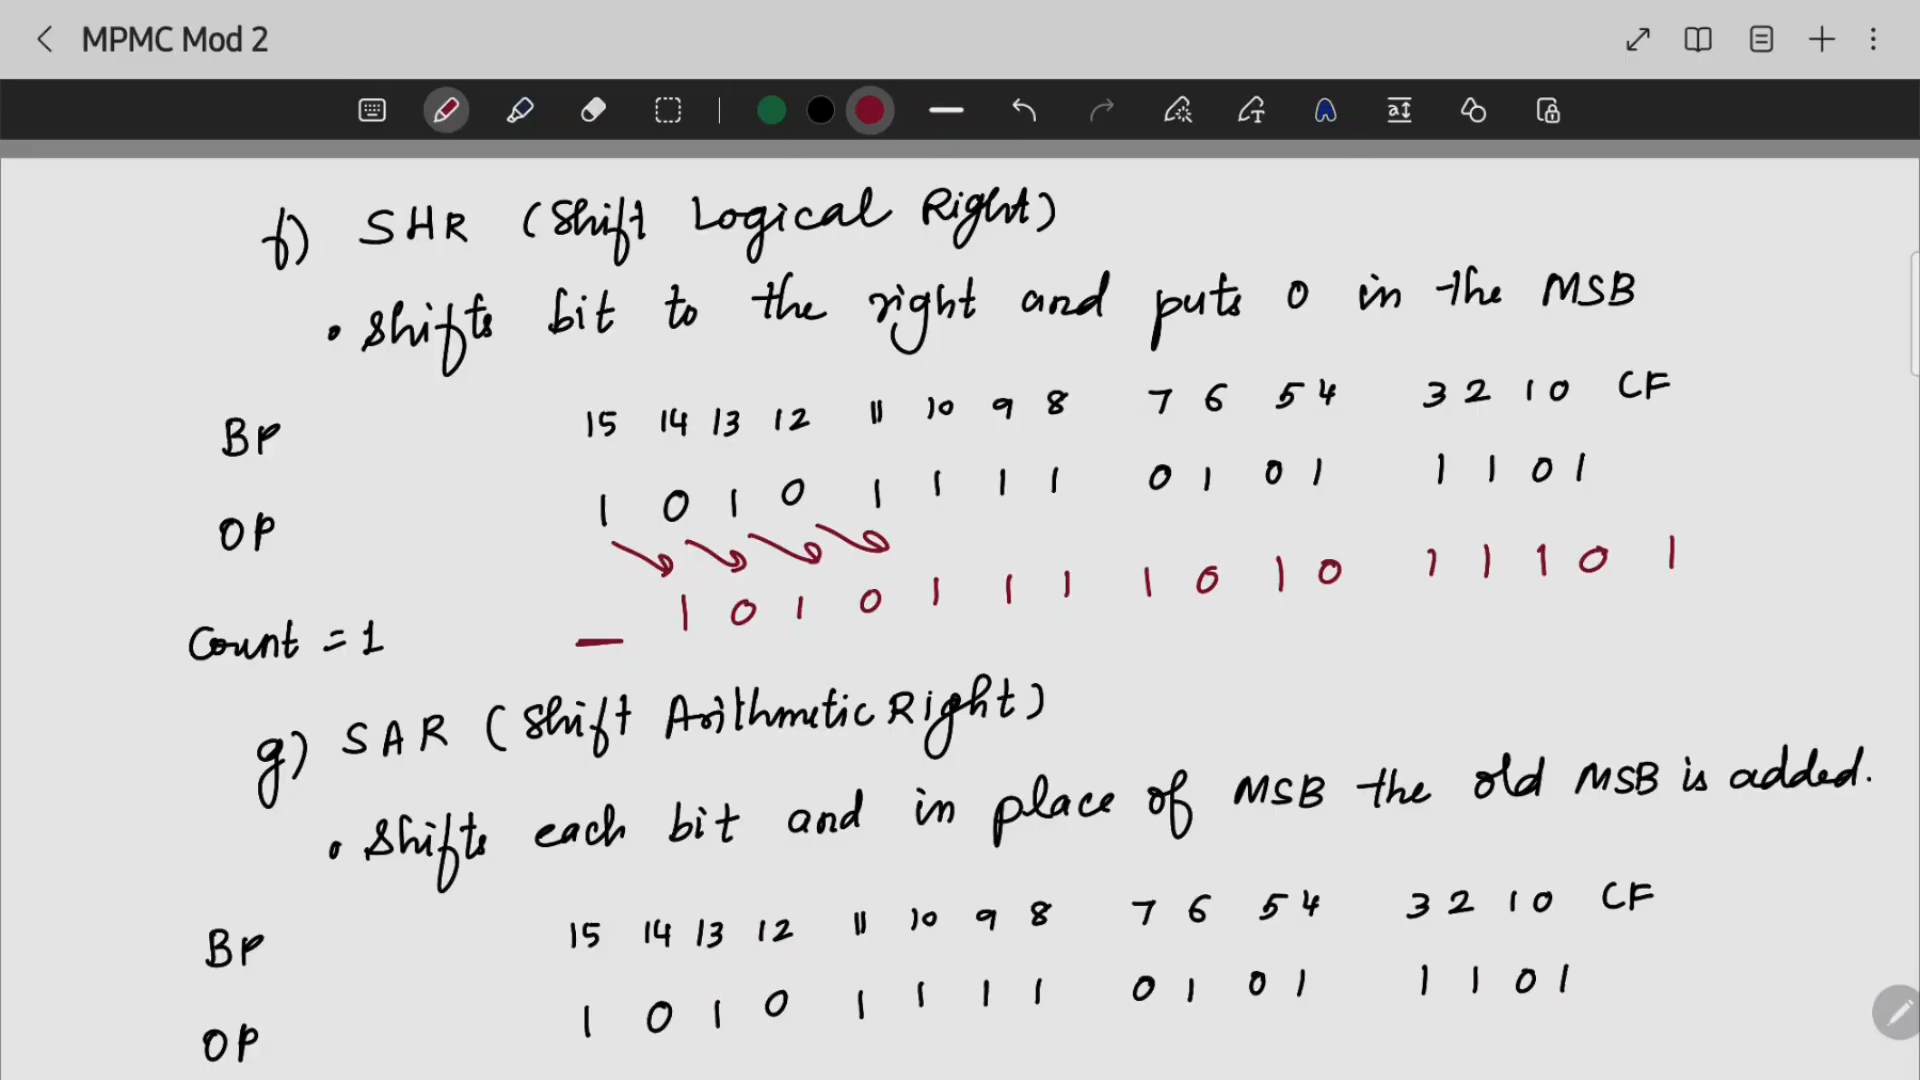 MPMC Mod 2
f) SHR (Shift Logical Right)
• Shifts bit to the right and puts 0 in the MSB
BP 15 14 13 12 11 10 9 8 7 6 5 4 3 2 1 0 CF
OP 1 0 1 0 1 1 1 1 0 1 0 1 1 1 0 1
Count = 1 _ 1 0 1 0 1 1 1 1 0 1 0 1 1 1 0 1
g) SAR (Shift Arithmetic Right)
• Shifts each bit and in place of MSB the old MSB is added.
BP 15 14 13 12 11 10 9 8 7 6 5 4 3 2 1 0 CF
OP 1 0 1 0 1 1 1 1 0 1 0 1 1 1 0 1